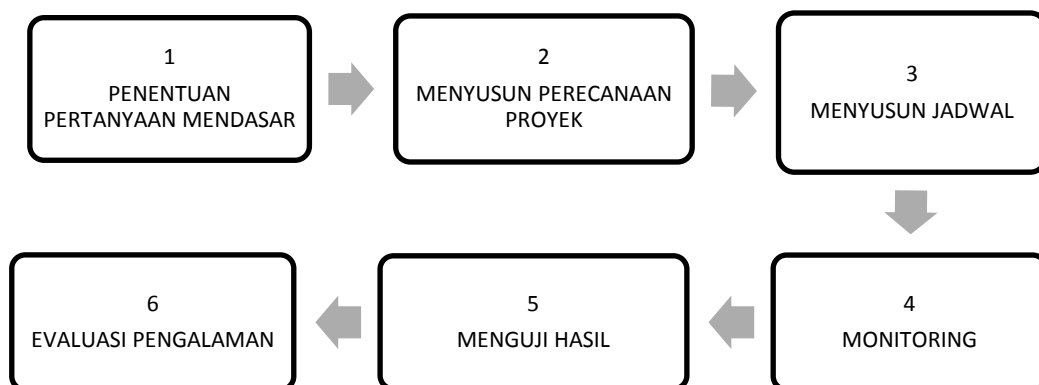 1
PENENTUAN
PERTANYAAN MENDASAR
2
MENYUSUN PERECANAAN
PROYEK
3
MENYUSUN JADWAL
4
MONITORING
5
MENGUJI HASIL
6
EVALUASI PENGALAMAN